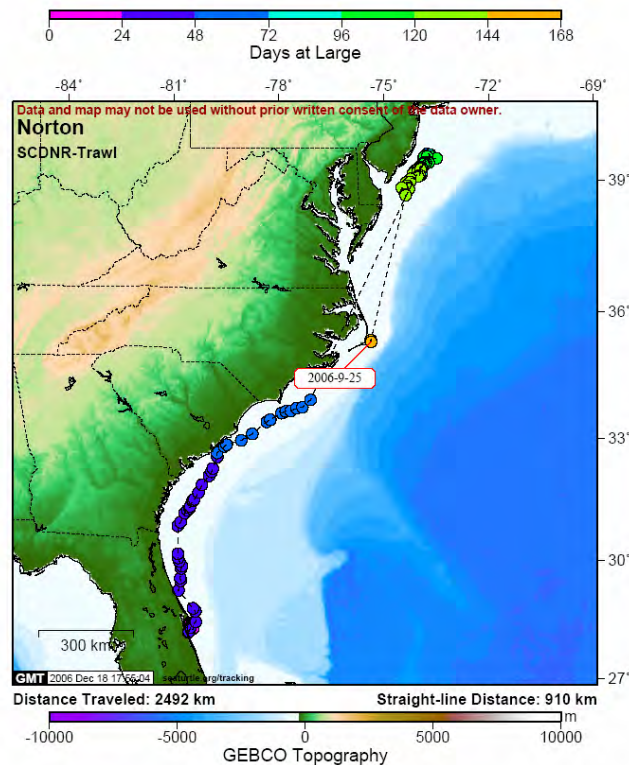 0 24 48 72 96 120 144 168
Days at Large
-84° -81° -78° -75° -72° -69°
Data and map may not be used without prior written consent of the data owner.
Norton
SCDNR-Trawl
39°
36°
2006-9-25
33°
30°
300 km
GMT 2006 Dec 18 17:55:04 seaturtle.org/tracking
27°
Distance Traveled: 2492 km Straight-line Distance: 910 km
-10000 -5000 0 5000 10000 m
GEBCO Topography